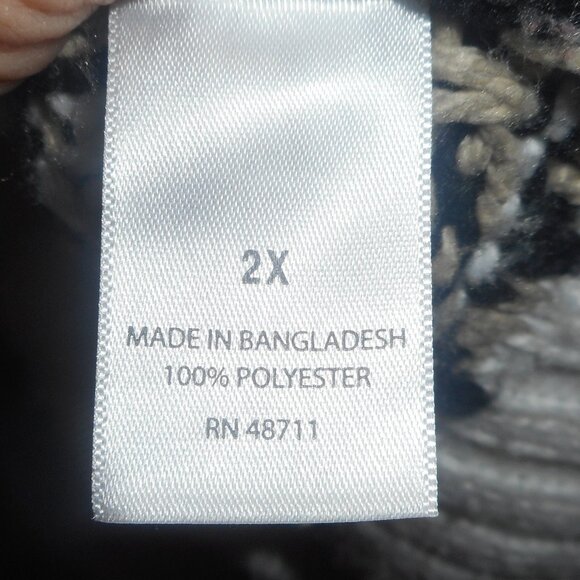 2X
MADE IN BANGLADESH
100% POLYESTER
RN 48711